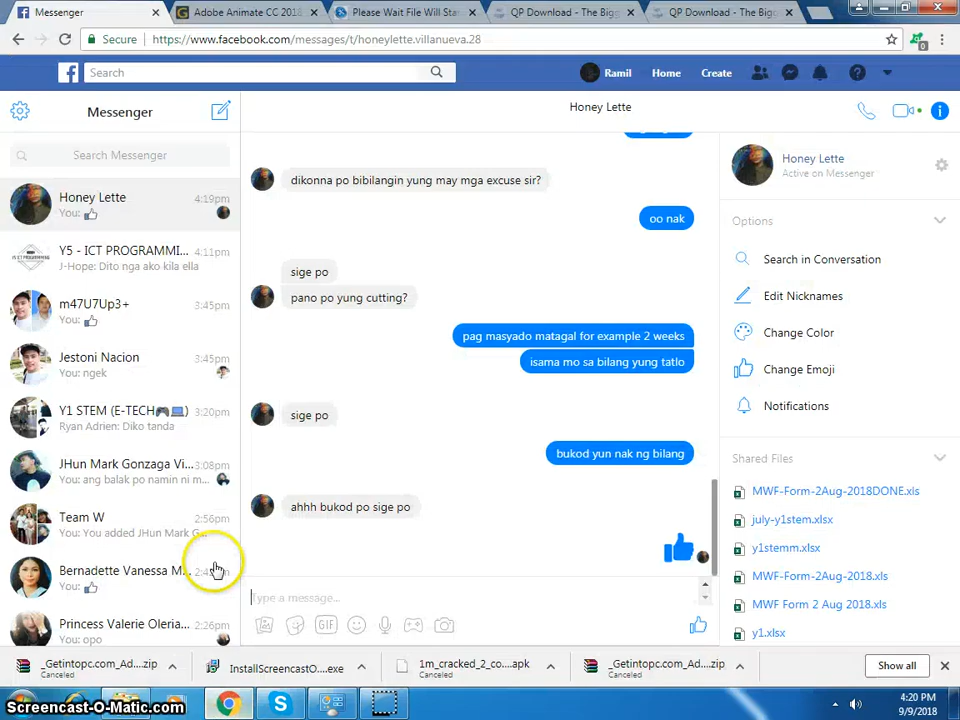 Messenger
Adobe Animate CC 2018
Please Wait File Will Sta
QP Download - The Bigg
QP Download - The Bigg
Secure
https://www.facebook.com/messages/t/honeylette.villanueva.28
0
Search
Ramil
Home
Create
Messenger
Honey Lette
Search Messenger
Honey Lette
4:19pm
You:
Y5 - ICT PROGRAMMI...
4:11pm
J-Hope: Dito nga ako kila ella
m47U7Up3+
3:45pm
You:
Jestoni Nacion
3:45pm
You: ngek
Y1 STEM (E-TECH🎮💻)
3:20pm
Ryan Adrien: Diko tanda
JHun Mark Gonzaga Vi...
3:08pm
You: ang balak po namin ni m...
Team W
2:56pm
You: You added JHun Mark G...
Bernadette Vanessa M...
You:
Princess Valerie Oleria...
2:26pm
You: opo
dikonna po bibilangin yung may mga excuse sir?
oo nak
sige po
pano po yung cutting?
pag masyado matagal for example 2 weeks
isama mo sa bilang yung tatlo
sige po
bukod yun nak ng bilang
ahhh bukod po sige po
Type a message...
GIF
Honey Lette
Active on Messenger
Options
Search in Conversation
Edit Nicknames
Change Color
Change Emoji
Notifications
Shared Files
MWF-Form-2Aug-2018DONE.xls
july-y1stem.xlsx
y1stemm.xlsx
MWF-Form-2Aug-2018.xls
MWF Form 2 Aug 2018.xls
y1.xlsx
_Getintopc.com_Ad....zip
Canceled
InstallScreencastO....exe
1m_cracked_2_co....apk
Canceled
_Getintopc.com_Ad....zip
Canceled
Show all
4:20 PM
9/9/2018
Screencast-O-Matic.com